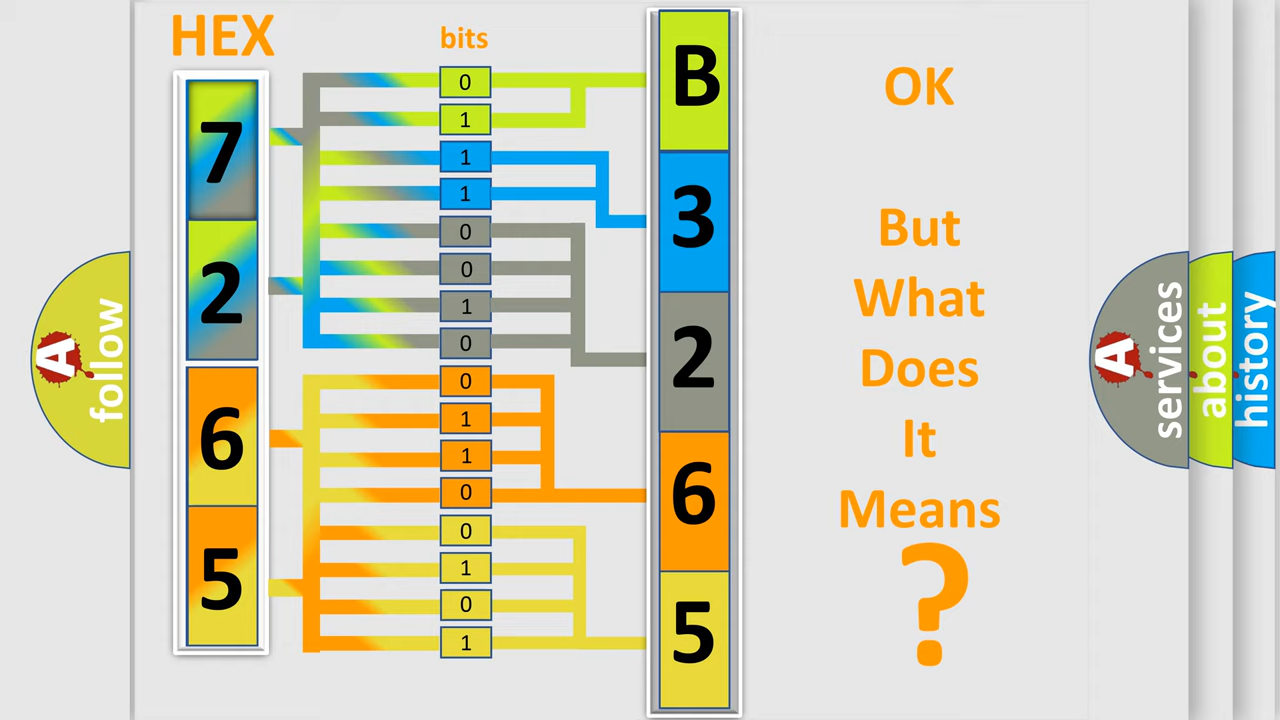 HEX
bits
7
2
6
5
0
1
1
1
0
0
1
0
0
1
1
0
0
1
0
1
B
3
2
6
5
OK
But
What
Does
It
Means
?
A
follow
A
services
about
history